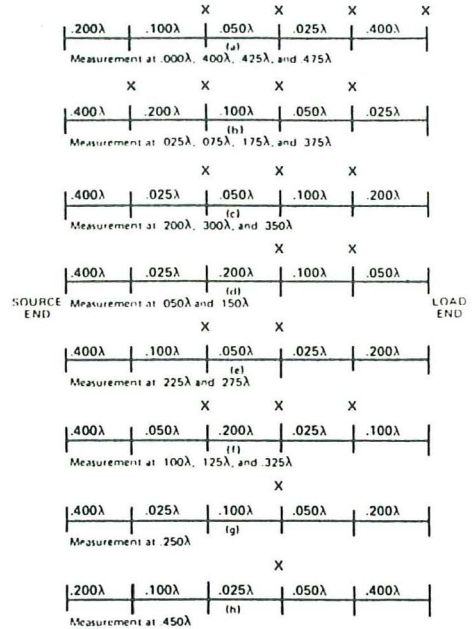 X X X X
.200λ .100λ .050λ .025λ .400λ
(a)
Measurement at .000λ, 400λ, 425λ, and .475λ
X X X X
.400λ .200λ .100λ .050λ .025λ
(b)
Measurement at 025λ, 075λ, 175λ, and 375λ
X X X
.400λ .025λ .050λ .100λ .200λ
(c)
Measurement at 200λ, 300λ, and 350λ
X X
.400λ .025λ .200λ .100λ .050λ
(d)
SOURCE END
Measurement at 050λ and 150λ
LOAD END
X X
.400λ .100λ .050λ .025λ .200λ
(e)
Measurement at 225λ and 275λ
X X X
.400λ .050λ .200λ .025λ .100λ
(f)
Measurement at 100λ, 125λ, and .325λ
X
.400λ .025λ .100λ .050λ .200λ
(g)
Measurement at .250λ
X
.200λ .100λ .025λ .050λ .400λ
(h)
Measurement at .450λ